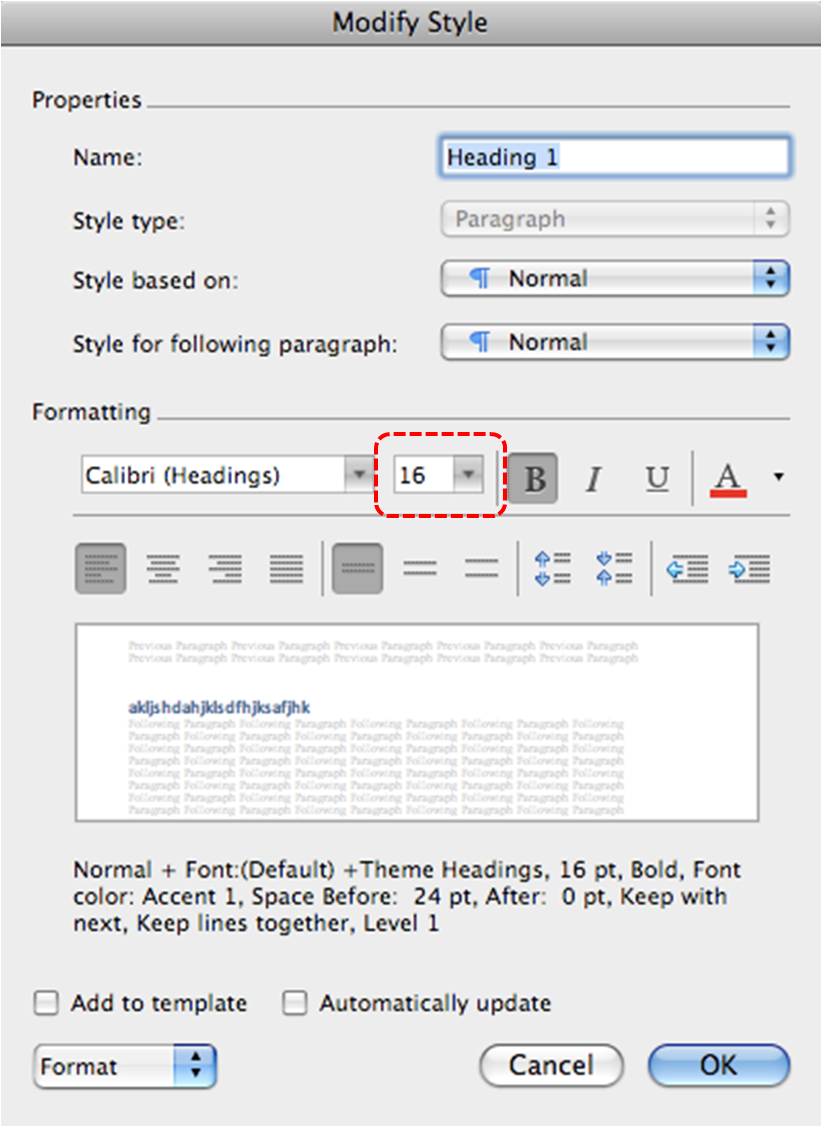 Modify Style
Properties
Name:
Heading 1
Style type:
Paragraph
Style based on:
¶ Normal
Style for following paragraph:
¶ Normal
Formatting
Calibri (Headings)
16
B I U A
Previous Paragraph Previous Paragraph Previous Paragraph Previous Paragraph Previous Paragraph
Previous Paragraph Previous Paragraph Previous Paragraph Previous Paragraph Previous Paragraph
akljshdahjklsdfhjksafjhk
Following Paragraph Following Paragraph Following Paragraph Following Paragraph Following
Paragraph Following Paragraph Following Paragraph Following Paragraph Following
Paragraph Following Paragraph Following Paragraph Following Paragraph Following
Paragraph Following Paragraph Following Paragraph Following Paragraph Following
Paragraph Following Paragraph Following Paragraph Following Paragraph Following
Paragraph Following Paragraph Following Paragraph Following Paragraph Following
Paragraph Following Paragraph Following Paragraph Following Paragraph Following
Paragraph Following Paragraph Following Paragraph Following Paragraph Following
Normal + Font:(Default) +Theme Headings, 16 pt, Bold, Font
color: Accent 1, Space Before:  24 pt, After:  0 pt, Keep with
next, Keep lines together, Level 1
Add to template
Automatically update
Format
Cancel
OK